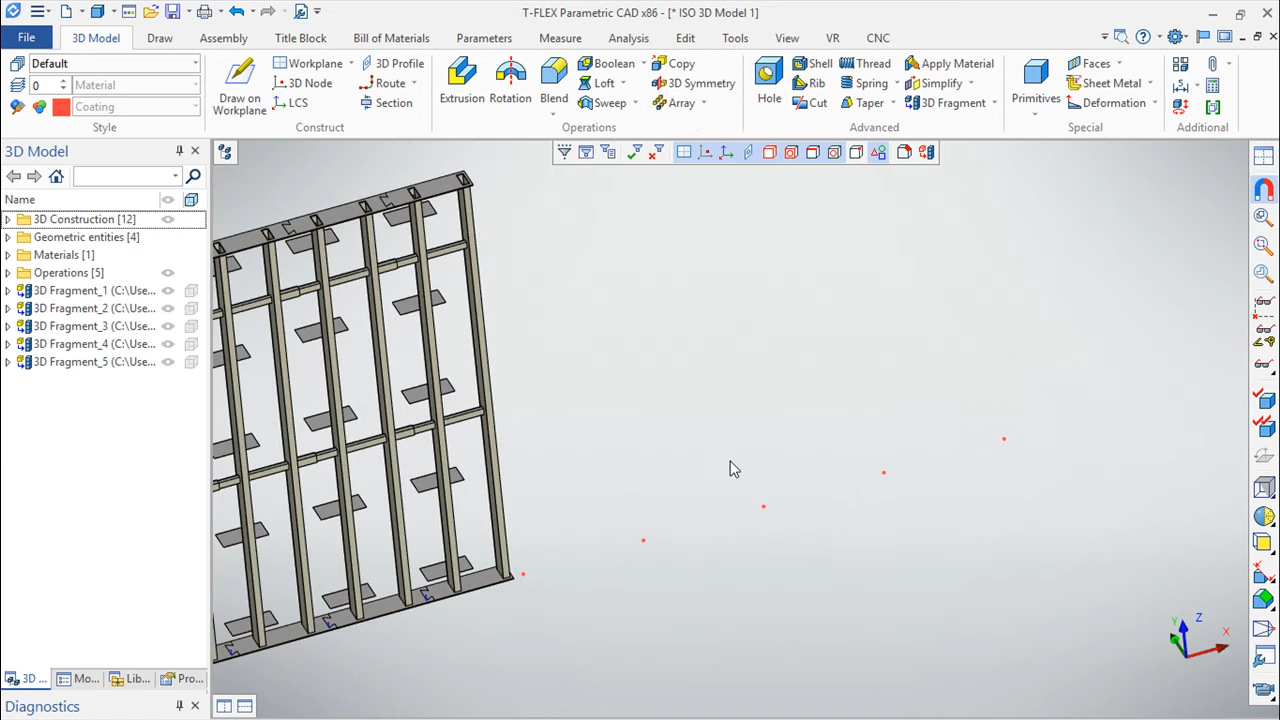 T-FLEX Parametric CAD x86 - [* ISO 3D Model 1]
File
3D Model
Draw
Assembly
Title Block
Bill of Materials
Parameters
Measure
Analysis
Edit
Tools
View
VR
CNC
Default
0
Material
Coating
Style
Draw on
Workplane
Workplane
3D Node
LCS
3D Profile
Route
Section
Construct
Extrusion
Rotation
Blend
Boolean
Loft
Sweep
Copy
3D Symmetry
Array
Operations
Hole
Shell
Rib
Cut
Thread
Spring
Taper
Apply Material
Simplify
3D Fragment
Advanced
Primitives
Faces
Sheet Metal
Deformation
Special
Additional
3D Model
Name
3D Construction [12]
Geometric entities [4]
Materials [1]
Operations [5]
3D Fragment_1 (C:\Use...
3D Fragment_2 (C:\Use...
3D Fragment_3 (C:\Use...
3D Fragment_4 (C:\Use...
3D Fragment_5 (C:\Use...
Y
Z
X
3D ...
Mo...
Lib...
Pro...
Diagnostics